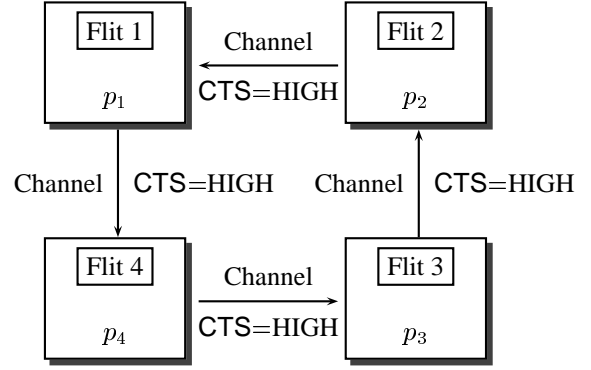 Flit 1
Channel
Flit 2
p1
CTS=HIGH
p2
Channel
CTS=HIGH
Channel
CTS=HIGH
Flit 4
Channel
Flit 3
p4
CTS=HIGH
p3